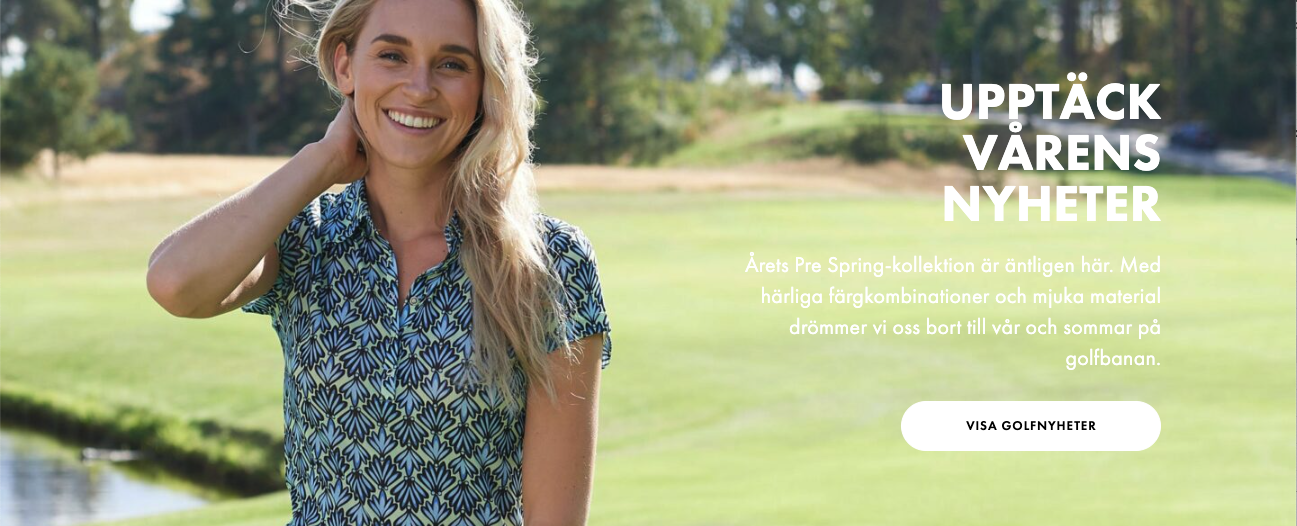 UPPTÄCK
VÅRENS
NYHETER
Årets Pre Spring-kollektion är äntligen här. Med
härliga färgkombinationer och mjuka material
drömmer vi oss bort till vår och sommar på
golfbanan.
VISA GOLFNYHETER